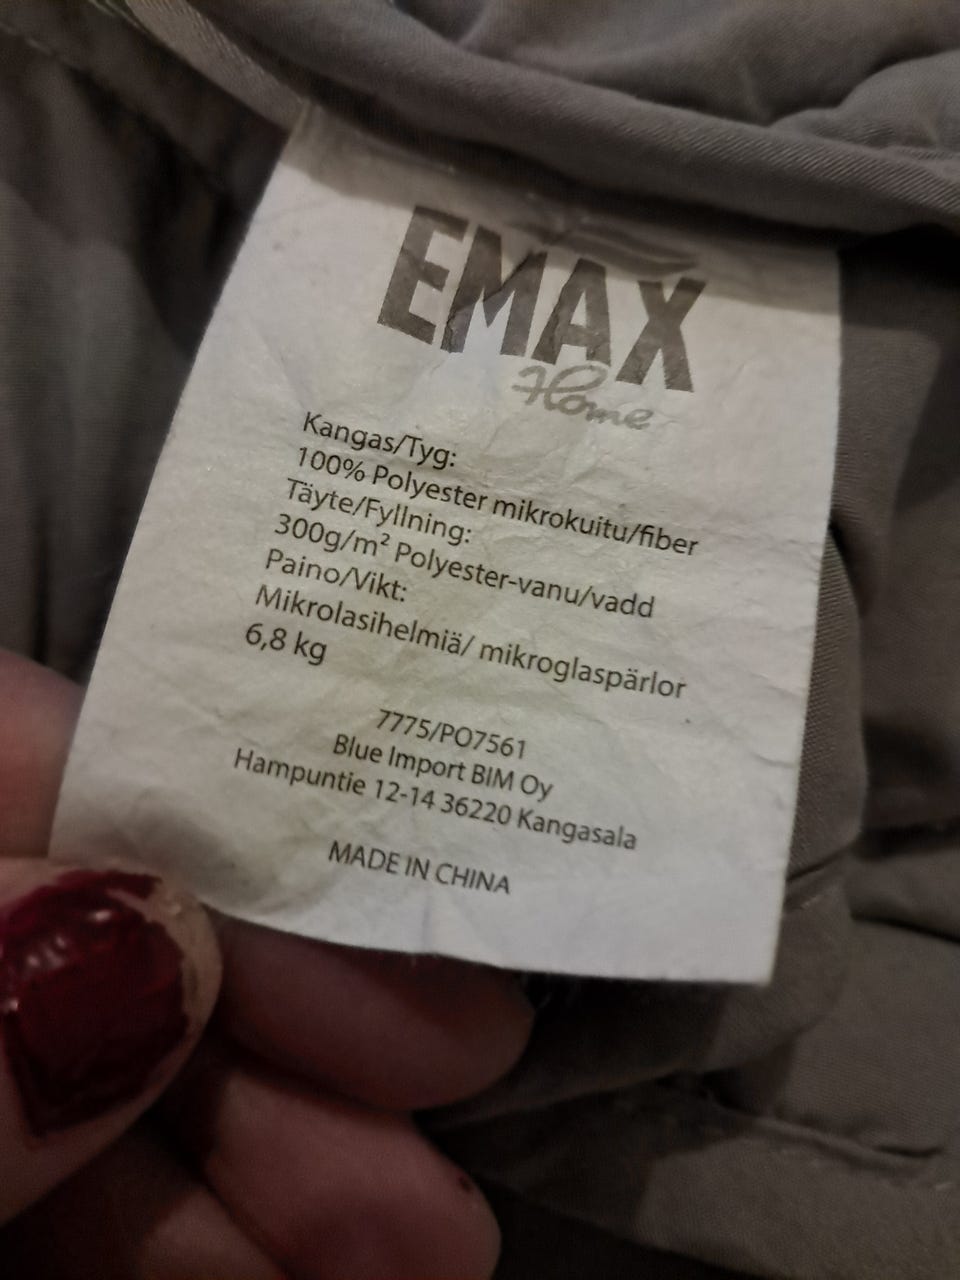 EMAX
Home
Kangas/Tyg:
100% Polyester mikrokuitu/fiber
Täyte/Fyllning:
300g/m² Polyester-vanu/vadd
Paino/Vikt:
Mikrolasihelmiä/ mikroglaspärlor
6,8 kg
7775/PO7561
Blue Import BIM Oy
Hampuntie 12-14 36220 Kangasala
MADE IN CHINA